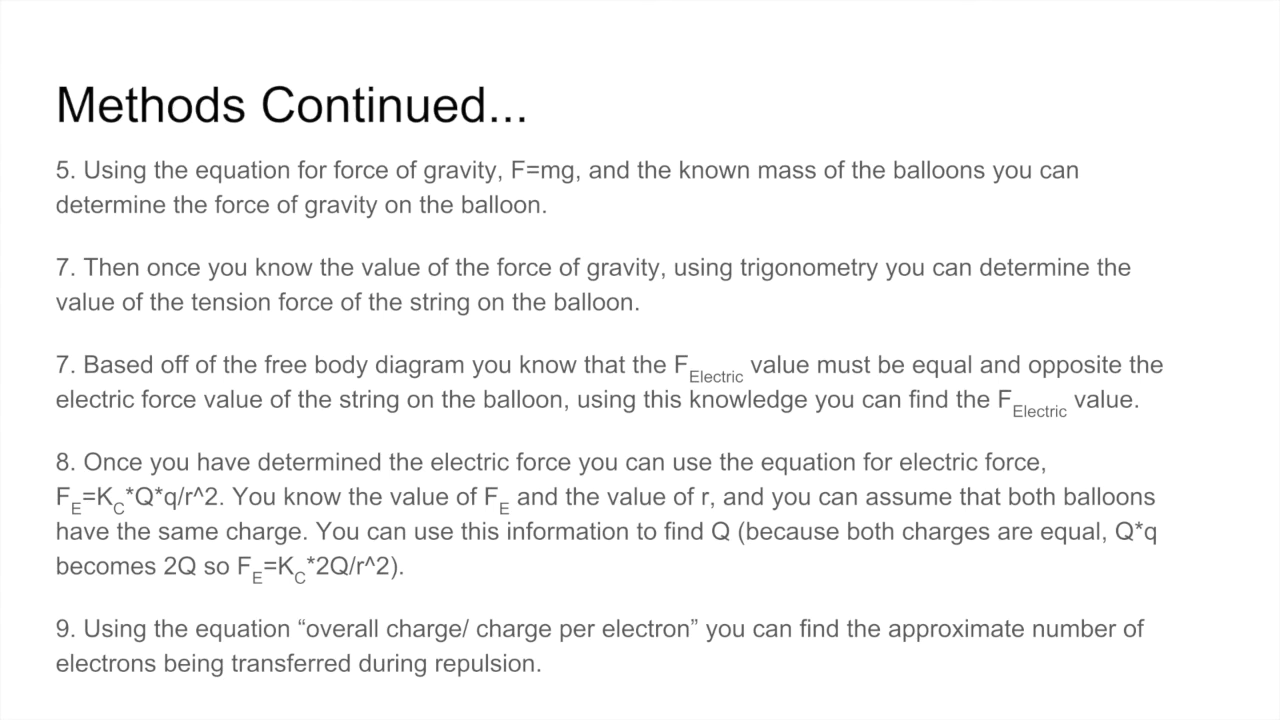 Methods Continued...
5. Using the equation for force of gravity, F=mg, and the known mass of the balloons you can
determine the force of gravity on the balloon.
7. Then once you know the value of the force of gravity, using trigonometry you can determine the
value of the tension force of the string on the balloon.
7. Based off of the free body diagram you know that the F_Electric value must be equal and opposite the
electric force value of the string on the balloon, using this knowledge you can find the F_Electric value.
8. Once you have determined the electric force you can use the equation for electric force,
F_E=K_C*Q*q/r^2. You know the value of F_E and the value of r, and you can assume that both balloons
have the same charge. You can use this information to find Q (because both charges are equal, Q*q
becomes 2Q so F_E=K_C*2Q/r^2).
9. Using the equation “overall charge/ charge per electron” you can find the approximate number of
electrons being transferred during repulsion.